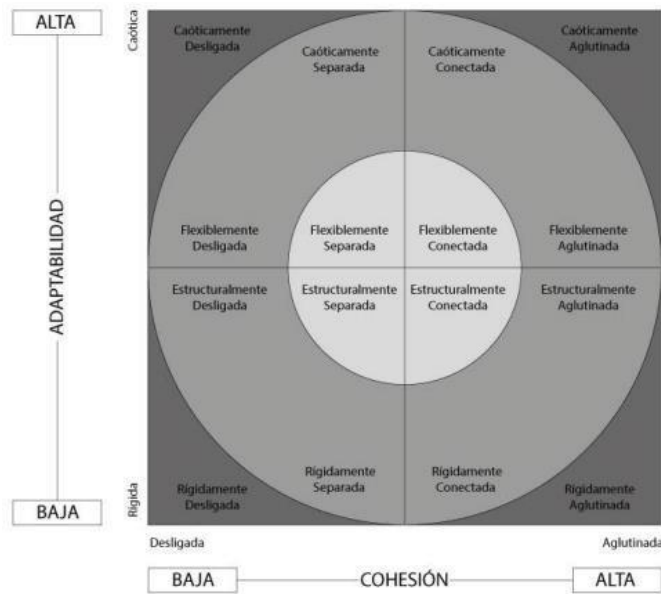 ALTA
Caótica
Caóticamente
Desligada
Caóticamente
Separada
Caóticamente
Conectada
Caóticamente
Aglutinada
ADAPTABILIDAD
Flexiblemente
Desligada
Flexiblemente
Separada
Flexiblemente
Conectada
Flexiblemente
Aglutinada
Estructuralmente
Desligada
Estructuralmente
Separada
Estructuralmente
Conectada
Estructuralmente
Aglutinada
Rígidamente
Desligada
Rígidamente
Separada
Rígidamente
Conectada
Rígidamente
Aglutinada
BAJA
Rígida
Desligada
Aglutinada
BAJA
COHESIÓN
ALTA